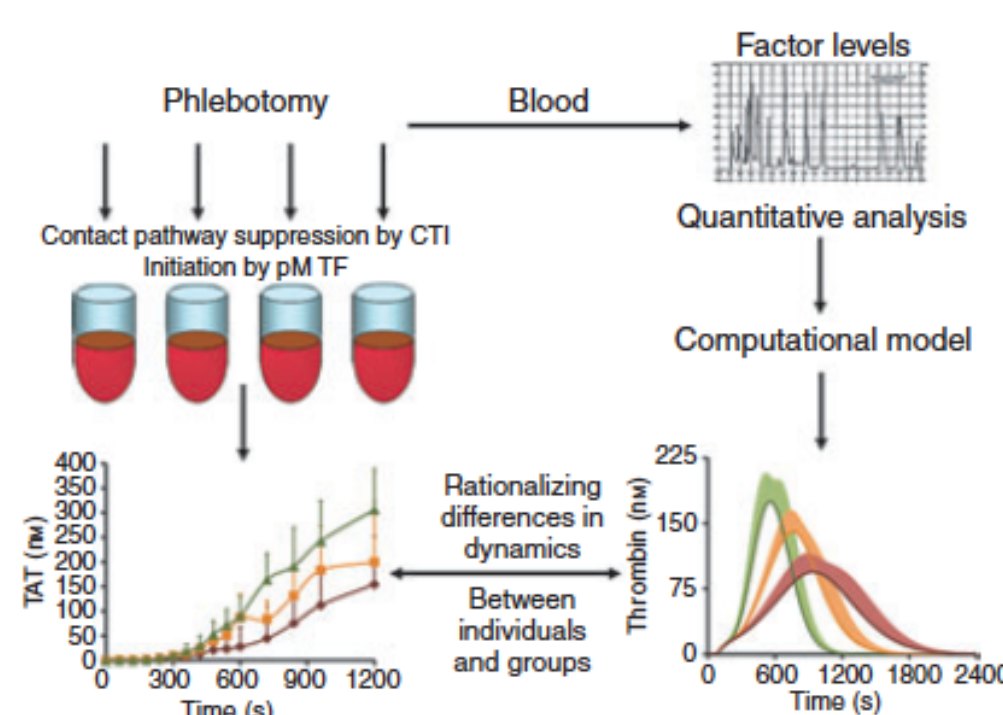 Factor levels
Phlebotomy
Blood
Contact pathway suppression by CTI
Initiation by pM TF
Quantitative analysis
Computational model
400
350
300
250
200
150
100
50
0
TAT (nM)
0 300 600 900 1200
Time (s)
Rationalizing
differences in
dynamics
Between
individuals
and groups
225
150
75
0
Thrombin (nM)
0 600 1200 1800 2400
Time (s)